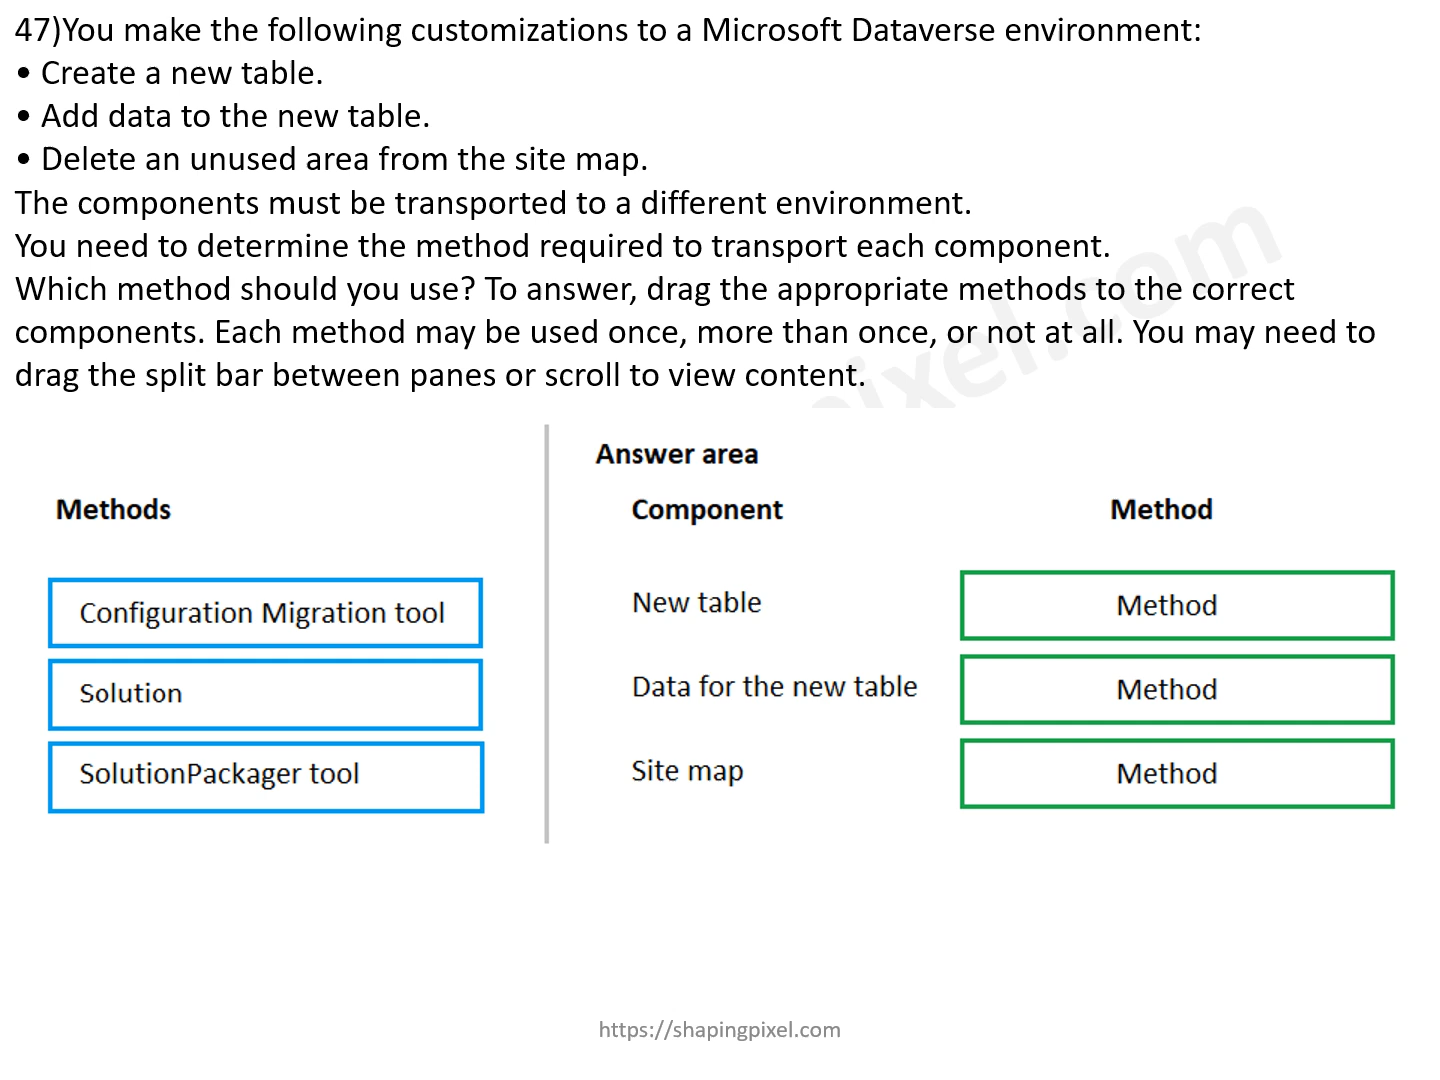 47)You make the following customizations to a Microsoft Dataverse environment:
• Create a new table.
• Add data to the new table.
• Delete an unused area from the site map.
The components must be transported to a different environment.
You need to determine the method required to transport each component.
Which method should you use? To answer, drag the appropriate methods to the correct
components. Each method may be used once, more than once, or not at all. You may need to
drag the split bar between panes or scroll to view content.
pixel.com
Answer area
Methods
Component
Method
Configuration Migration tool
New table
Method
Solution
Data for the new table
Method
SolutionPackager tool
Site map
Method
https://shapingpixel.com